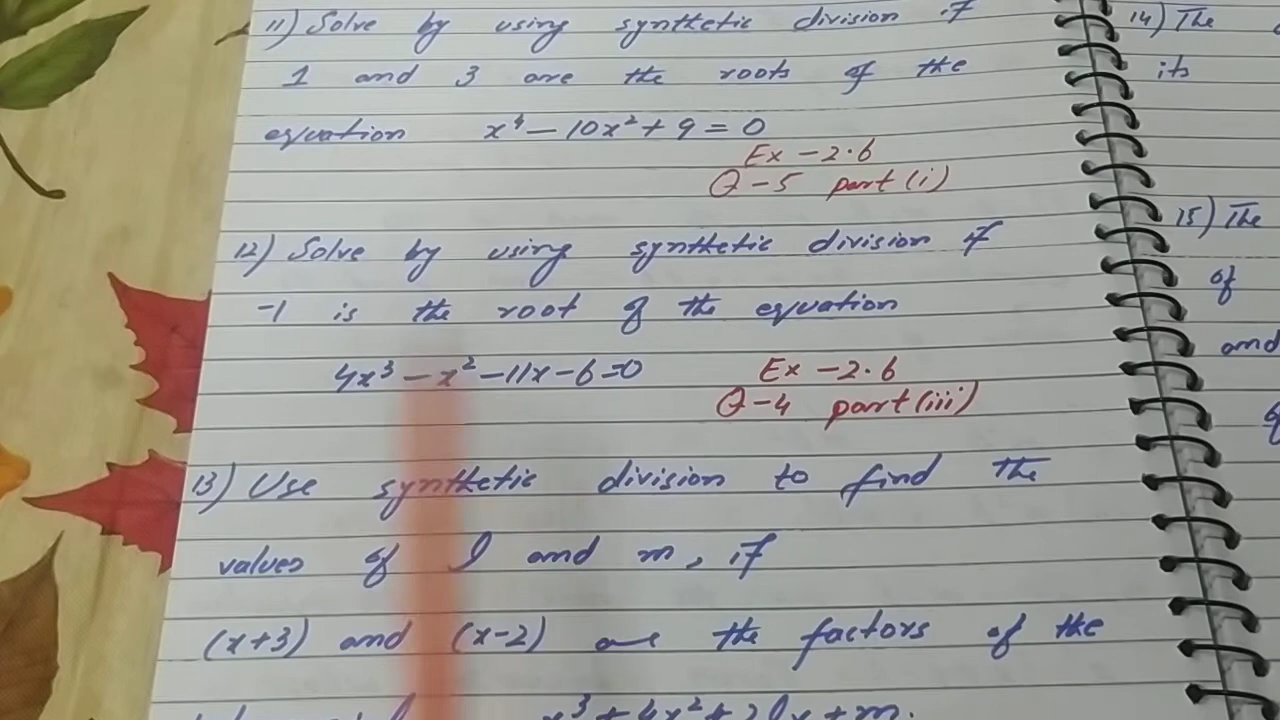 11) Solve by using synthetic division if
1 and 3 are the roots of the
equation x⁴ - 10x² + 9 = 0
Ex - 2.6
Q - 5 part (i)
12) Solve by using synthetic division if
-1 is the root of the equation
4x³ - x² - 11x - 6 = 0
Ex - 2.6
Q - 4 part (iii)
13) Use synthetic division to find the
values of l and m, if
(x+3) and (x-2) are the factors of the
x³ + 4x² + 2lx + m.
14) The
its
15) The
of
and